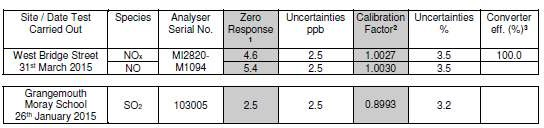 Site / Date Test Carried Out | Species | Analyser Serial No. | Zero Response ¹ | Uncertainties ppb | Calibration Factor² | Uncertainties % | Converter eff. (%)³
West Bridge Street 31st March 2015 | NOx | MI2820-M1094 | 4.6 | 2.5 | 1.0027 | 3.5 | 100.0
NO | 5.4 | 2.5 | 1.0030 | 3.5
Grangemouth Moray School 26th January 2015 | SO2 | 103005 | 2.5 | 2.5 | 0.8993 | 3.2